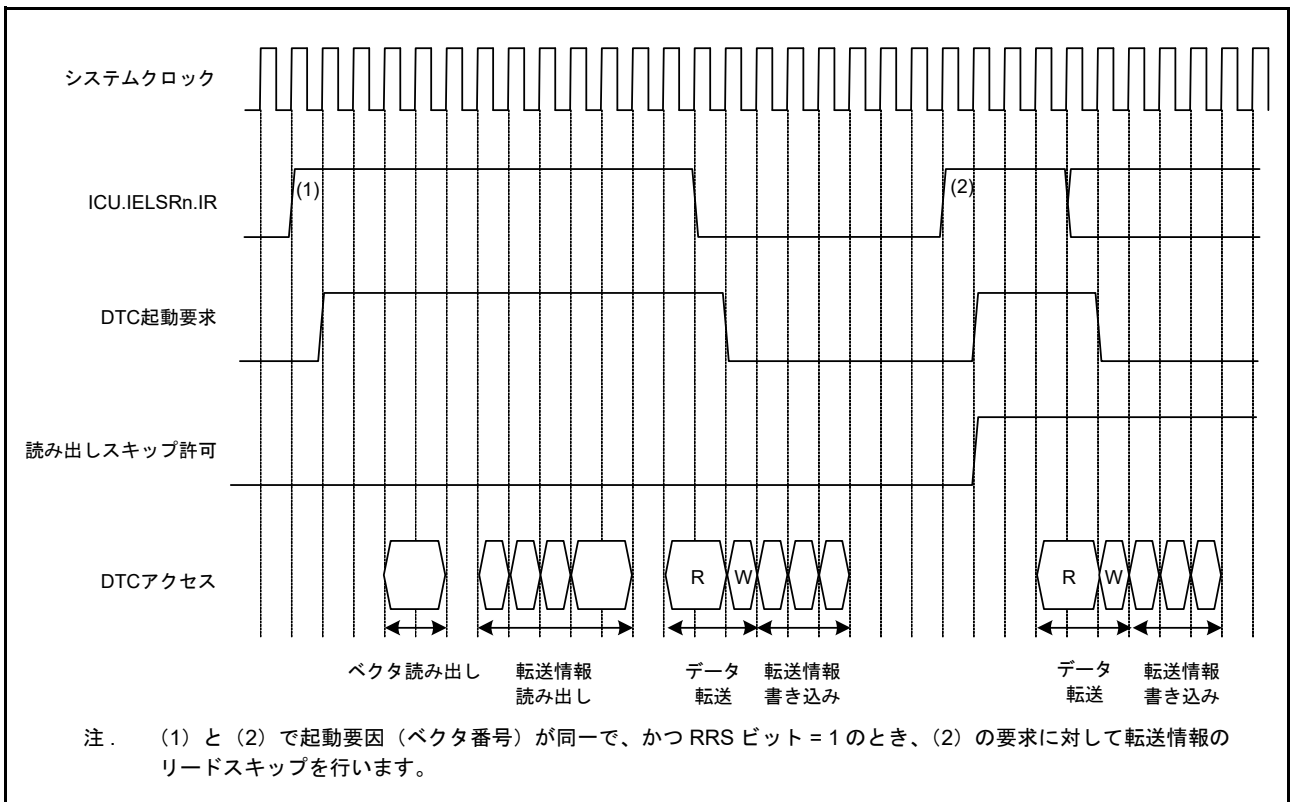 システムクロック
ICU.IELSRn.IR
(1)
(2)
DTC起動要求
読み出しスキップ許可
DTCアクセス
R
W
R
W
ベクタ読み出し
転送情報
読み出し
データ
転送
転送情報
書き込み
データ
転送
転送情報
書き込み
注 . （1）と（2）で起動要因（ベクタ番号）が同一で、かつ RRS ビット = 1 のとき、（2）の要求に対して転送情報の
リードスキップを行います。